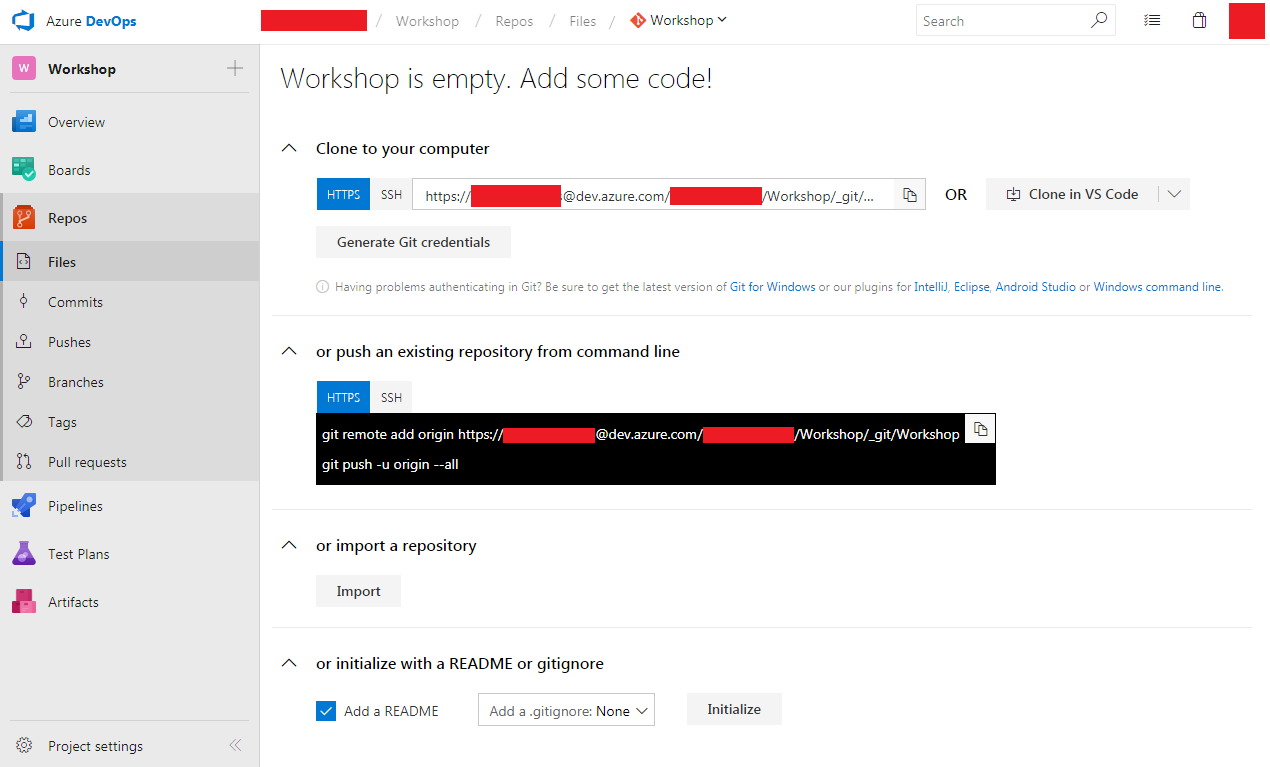 Azure DevOps
/ Workshop / Repos / Files / Workshop
Search
W Workshop
Overview
Boards
Repos
Files
Commits
Pushes
Branches
Tags
Pull requests
Pipelines
Test Plans
Artifacts
Project settings
Workshop is empty. Add some code!
Clone to your computer
HTTPS SSH https:// @dev.azure.com/ /Workshop/_git/... OR Clone in VS Code
Generate Git credentials
Having problems authenticating in Git? Be sure to get the latest version of Git for Windows or our plugins for IntelliJ, Eclipse, Android Studio or Windows command line.
or push an existing repository from command line
HTTPS SSH
git remote add origin https:// @dev.azure.com/ /Workshop/_git/Workshop
git push -u origin --all
or import a repository
Import
or initialize with a README or gitignore
Add a README Add a .gitignore: None Initialize